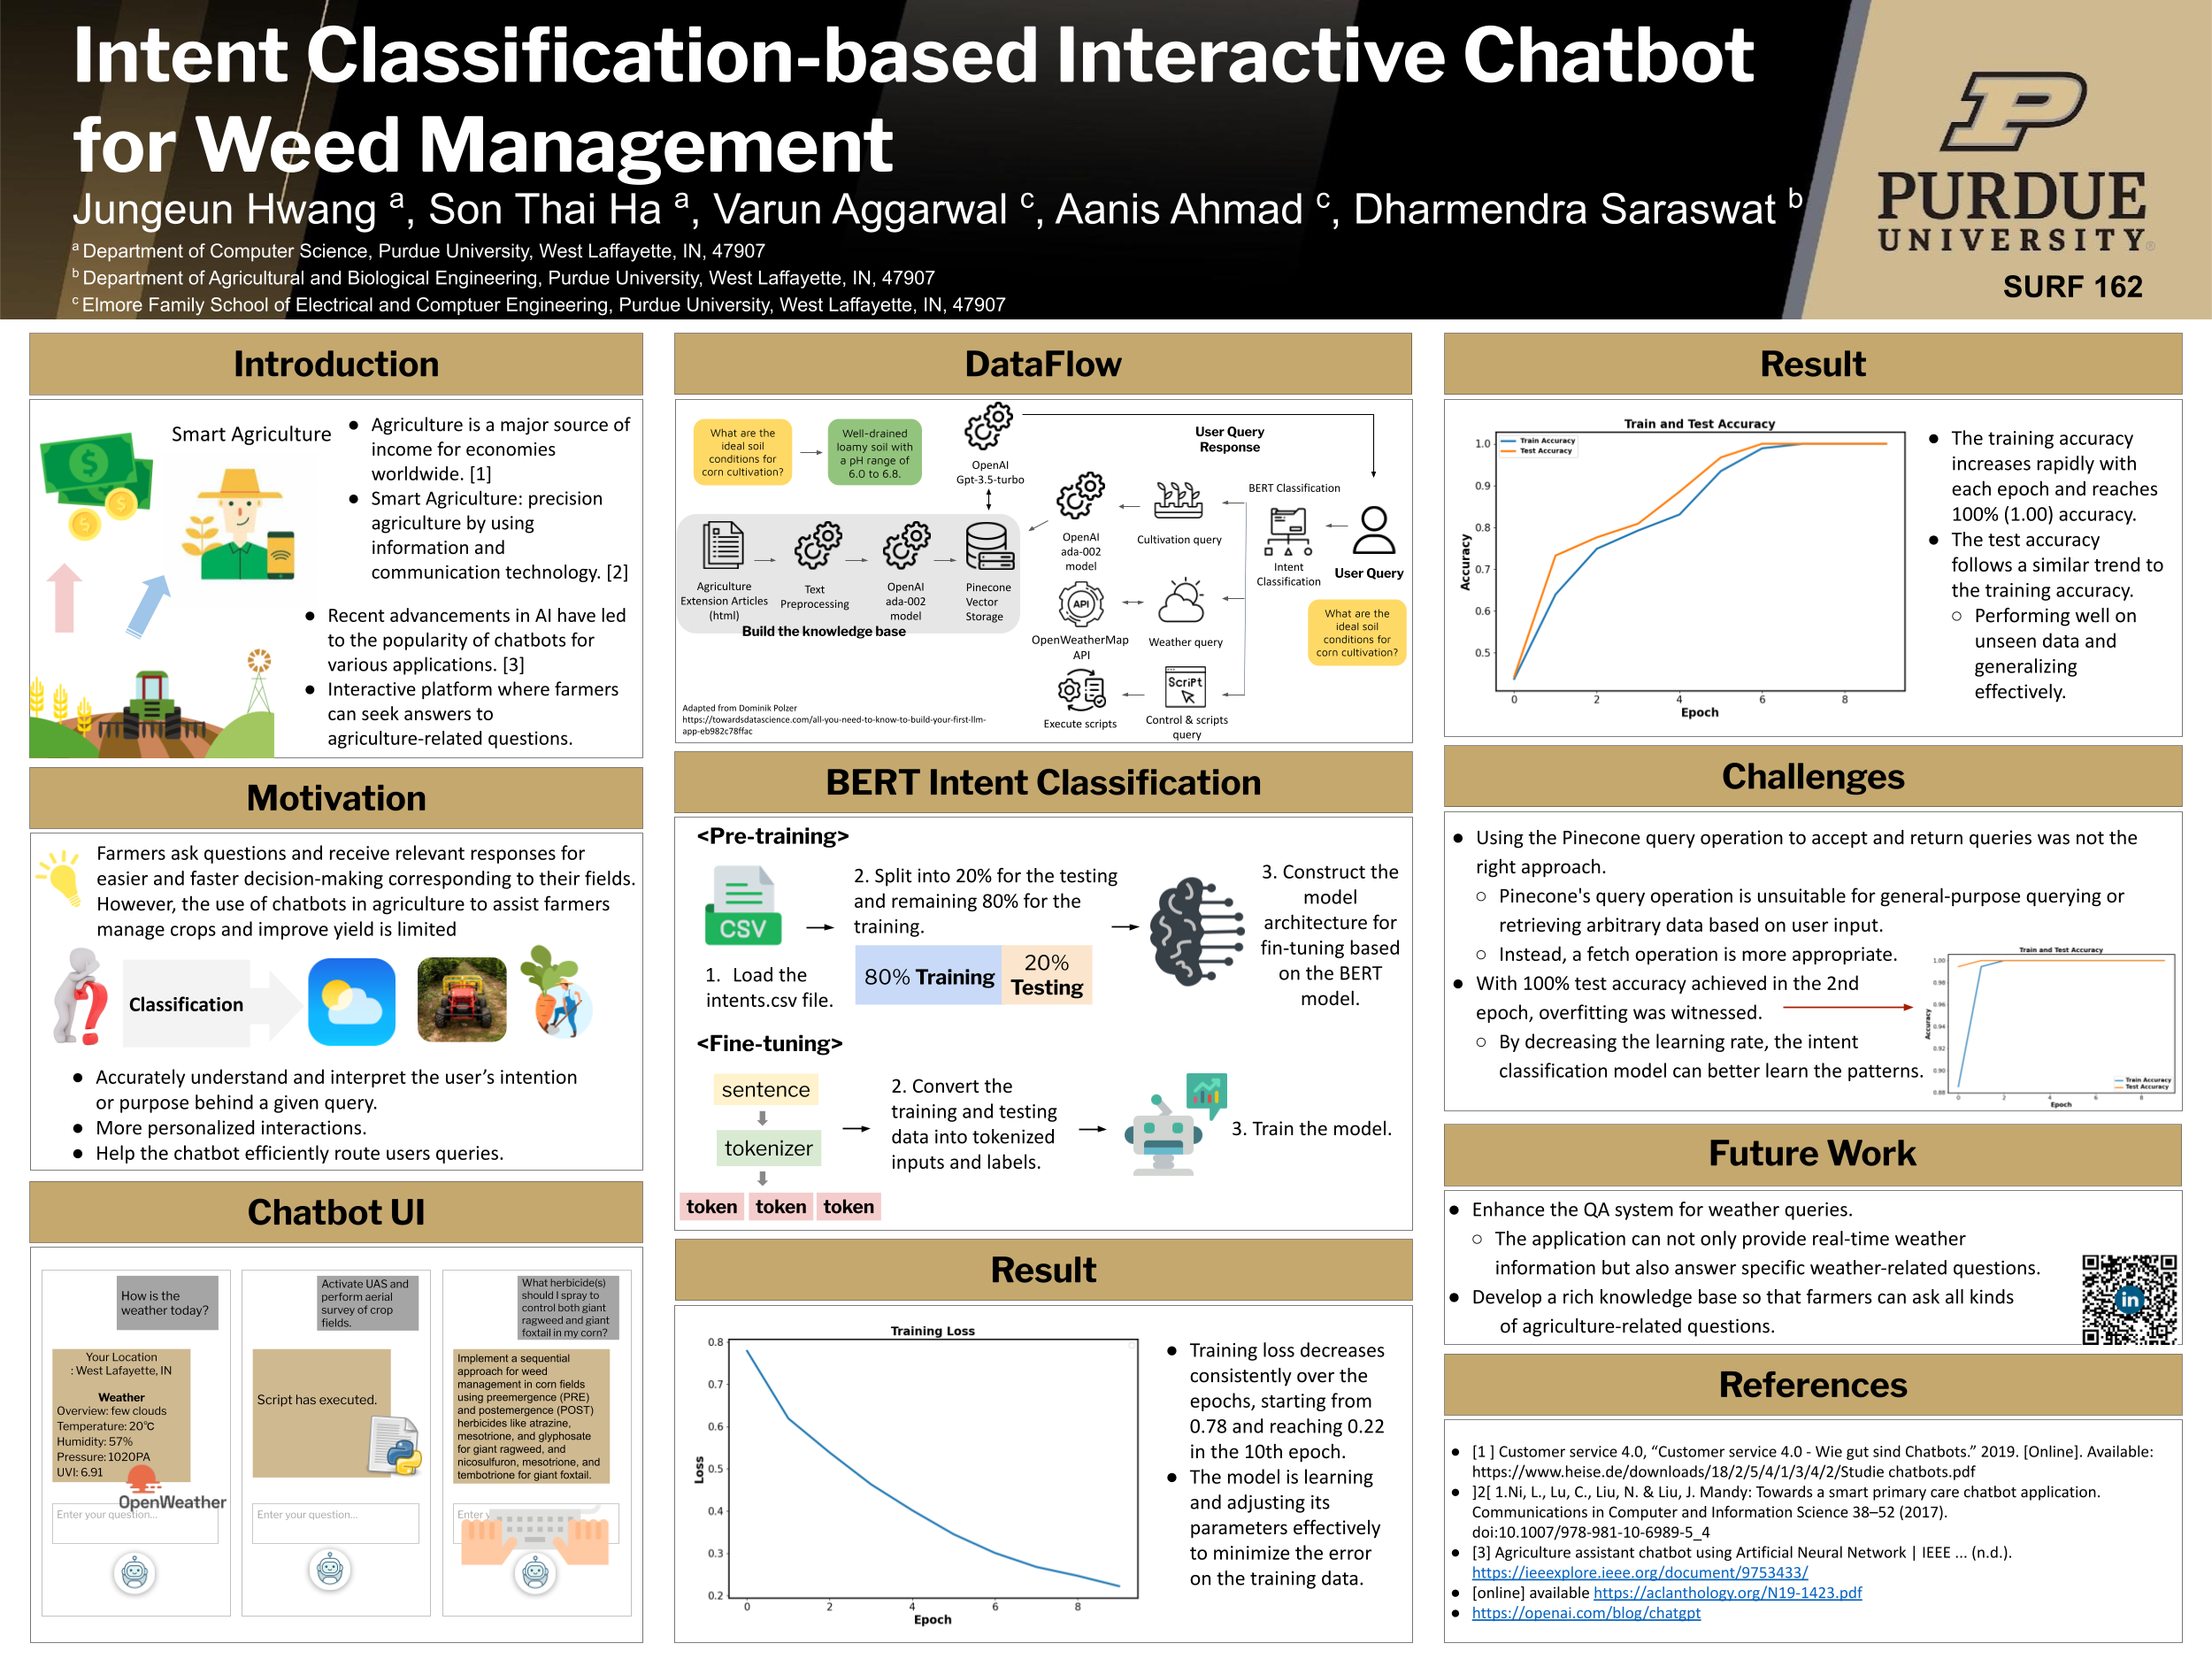 Intent Classification-based Interactive Chatbot
for Weed Management
Jungeun Hwang a, Son Thai Ha a, Varun Aggarwal c, Aanis Ahmad c, Dharmendra Saraswat b
a Department of Computer Science, Purdue University, West Laffayette, IN, 47907
b Department of Agricultural and Biological Engineering, Purdue University, West Laffayette, IN, 47907
c Elmore Family School of Electrical and Comptuer Engineering, Purdue University, West Laffayette, IN, 47907
P
PURDUE
UNIVERSITY®
SURF 162
Introduction
Smart Agriculture
● Agriculture is a major source of
income for economies
worldwide. [1]
● Smart Agriculture: precision
agriculture by using
information and
communication technology. [2]
● Recent advancements in AI have led
to the popularity of chatbots for
various applications. [3]
● Interactive platform where farmers
can seek answers to
agriculture-related questions.
Motivation
Farmers ask questions and receive relevant responses for
easier and faster decision-making corresponding to their fields.
However, the use of chatbots in agriculture to assist farmers
manage crops and improve yield is limited
Classification
● Accurately understand and interpret the user's intention
or purpose behind a given query.
● More personalized interactions.
● Help the chatbot efficiently route users queries.
Chatbot UI
How is the
weather today?
Your Location
: West Lafayette, IN
Weather
Overview: few clouds
Temperature: 20℃
Humidity: 57%
Pressure: 1020PA
UVI: 6.91
OpenWeather
Enter your question...
Activate UAS and
perform aerial
survey of crop
fields.
Script has executed.
Enter your question...
What herbicide(s)
should I spray to
control both giant
ragweed and giant
foxtail in my corn?
Implement a sequential
approach for weed
management in corn fields
using preemergence (PRE)
and postemergence (POST)
herbicides like atrazine,
mesotrione, and glyphosate
for giant ragweed, and
nicosulfuron, mesotrione, and
tembotrione for giant foxtail.
Enter y
DataFlow
What are the
ideal soil
conditions for
corn cultivation?
Well-drained
loamy soil with
a pH range of
6.0 to 6.8.
OpenAI
Gpt-3.5-turbo
User Query
Response
Agriculture
Extension Articles
(html)
Text
Preprocessing
OpenAI
ada-002
model
Pinecone
Vector
Storage
Build the knowledge base
OpenAI
ada-002
model
Cultivation query
BERT Classification
Intent
Classification
User Query
What are the
ideal soil
conditions for
corn cultivation?
API
OpenWeatherMap
API
Weather query
ScriPt
Execute scripts
Control & scripts
query
Adapted from Dominik Polzer
https://towardsdatascience.com/all-you-need-to-know-to-build-your-first-llm-
app-eb982c78ffac
BERT Intent Classification
<Pre-training>
CSV
1. Load the
intents.csv file.
2. Split into 20% for the testing
and remaining 80% for the
training.
80% Training
20%
Testing
3. Construct the
model
architecture for
fin-tuning based
on the BERT
model.
<Fine-tuning>
sentence
tokenizer
token token token
2. Convert the
training and testing
data into tokenized
inputs and labels.
3. Train the model.
Result
Training Loss
0.8
0.7
0.6
0.5
0.4
0.3
0.2
Loss
0 2 4 6 8
Epoch
● Training loss decreases
consistently over the
epochs, starting from
0.78 and reaching 0.22
in the 10th epoch.
● The model is learning
and adjusting its
parameters effectively
to minimize the error
on the training data.
Result
Train and Test Accuracy
Train Accuracy
Test Accuracy
1.0
0.9
0.8
0.7
0.6
0.5
Accuracy
0 2 4 6 8
Epoch
● The training accuracy
increases rapidly with
each epoch and reaches
100% (1.00) accuracy.
● The test accuracy
follows a similar trend to
the training accuracy.
○ Performing well on
unseen data and
generalizing
effectively.
Challenges
● Using the Pinecone query operation to accept and return queries was not the
right approach.
○ Pinecone's query operation is unsuitable for general-purpose querying or
retrieving arbitrary data based on user input.
○ Instead, a fetch operation is more appropriate.
● With 100% test accuracy achieved in the 2nd
epoch, overfitting was witnessed.
○ By decreasing the learning rate, the intent
classification model can better learn the patterns.
Train and Test Accuracy
1.00
0.98
0.96
0.94
0.92
0.90
0.88
Accuracy
Train Accuracy
Test Accuracy
0 2 4 6 8
Epoch
Future Work
● Enhance the QA system for weather queries.
○ The application can not only provide real-time weather
information but also answer specific weather-related questions.
● Develop a rich knowledge base so that farmers can ask all kinds
of agriculture-related questions.
in
References
● [1 ] Customer service 4.0, “Customer service 4.0 - Wie gut sind Chatbots.” 2019. [Online]. Available:
https://www.heise.de/downloads/18/2/5/4/1/3/4/2/Studie chatbots.pdf
● ]2[ 1.Ni, L., Lu, C., Liu, N. & Liu, J. Mandy: Towards a smart primary care chatbot application.
Communications in Computer and Information Science 38–52 (2017).
doi:10.1007/978-981-10-6989-5_4
● [3] Agriculture assistant chatbot using Artificial Neural Network | IEEE ... (n.d.).
https://ieeexplore.ieee.org/document/9753433/
● [online] available https://aclanthology.org/N19-1423.pdf
● https://openai.com/blog/chatgpt